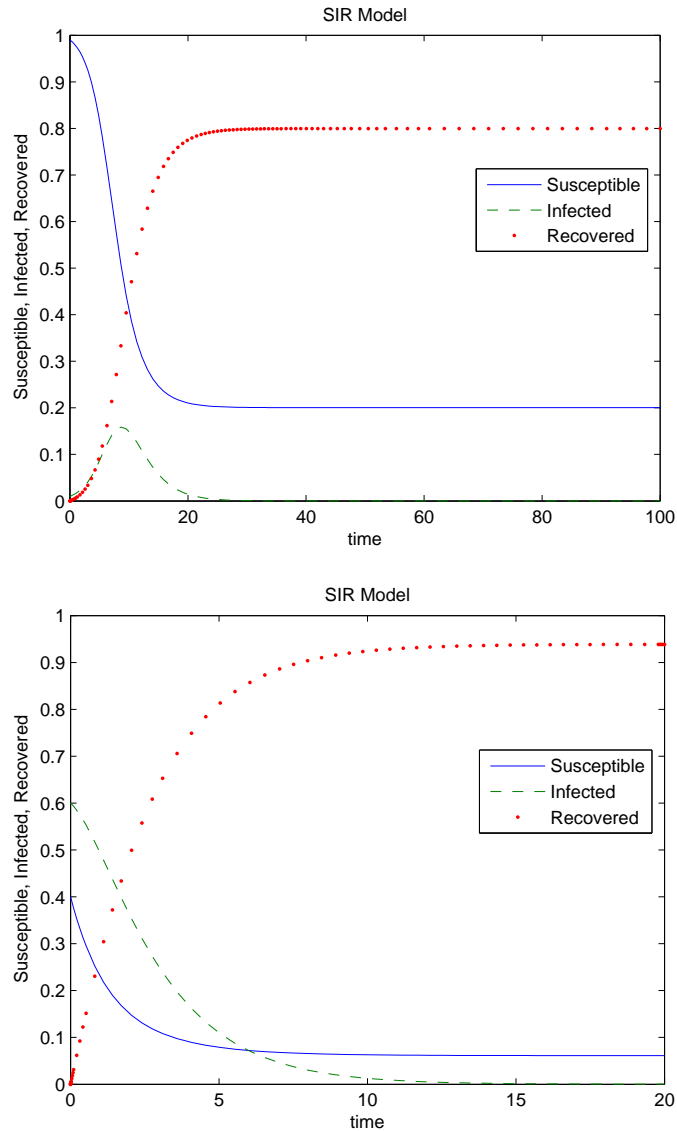 SIR Model
1
0.9
0.8
0.7
0.6
0.5
0.4
0.3
0.2
0.1
0
Susceptible, Infected, Recovered
Susceptible
Infected
Recovered
0 20 40 60 80 100
time
SIR Model
1
0.9
0.8
0.7
0.6
0.5
0.4
0.3
0.2
0.1
0
Susceptible, Infected, Recovered
Susceptible
Infected
Recovered
0 5 10 15 20
time